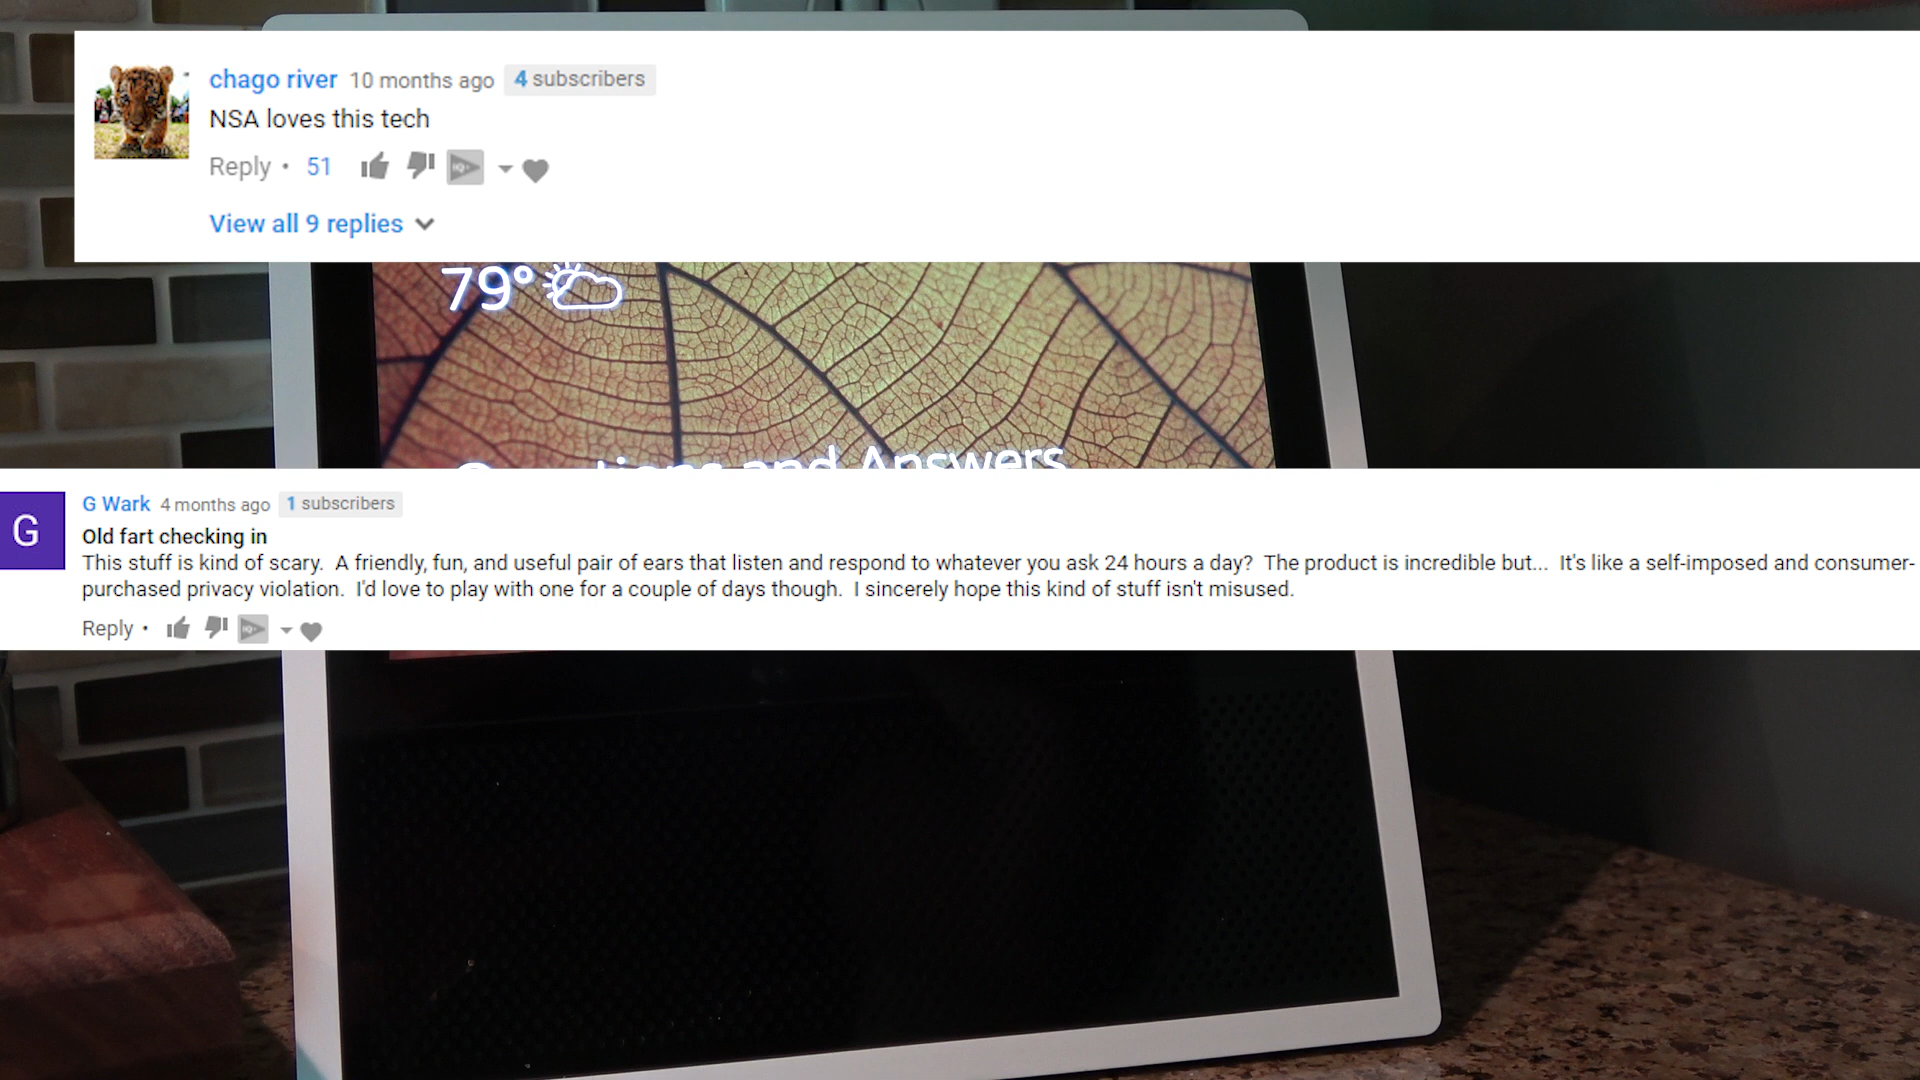 chago river 10 months ago 4 subscribers
NSA loves this tech
Reply • 51
View all 9 replies
79°
and Answers
G
G Wark 4 months ago 1 subscribers
Old fart checking in
This stuff is kind of scary. A friendly, fun, and useful pair of ears that listen and respond to whatever you ask 24 hours a day? The product is incredible but... It's like a self-imposed and consumer-
purchased privacy violation. I'd love to play with one for a couple of days though. I sincerely hope this kind of stuff isn't misused.
Reply •